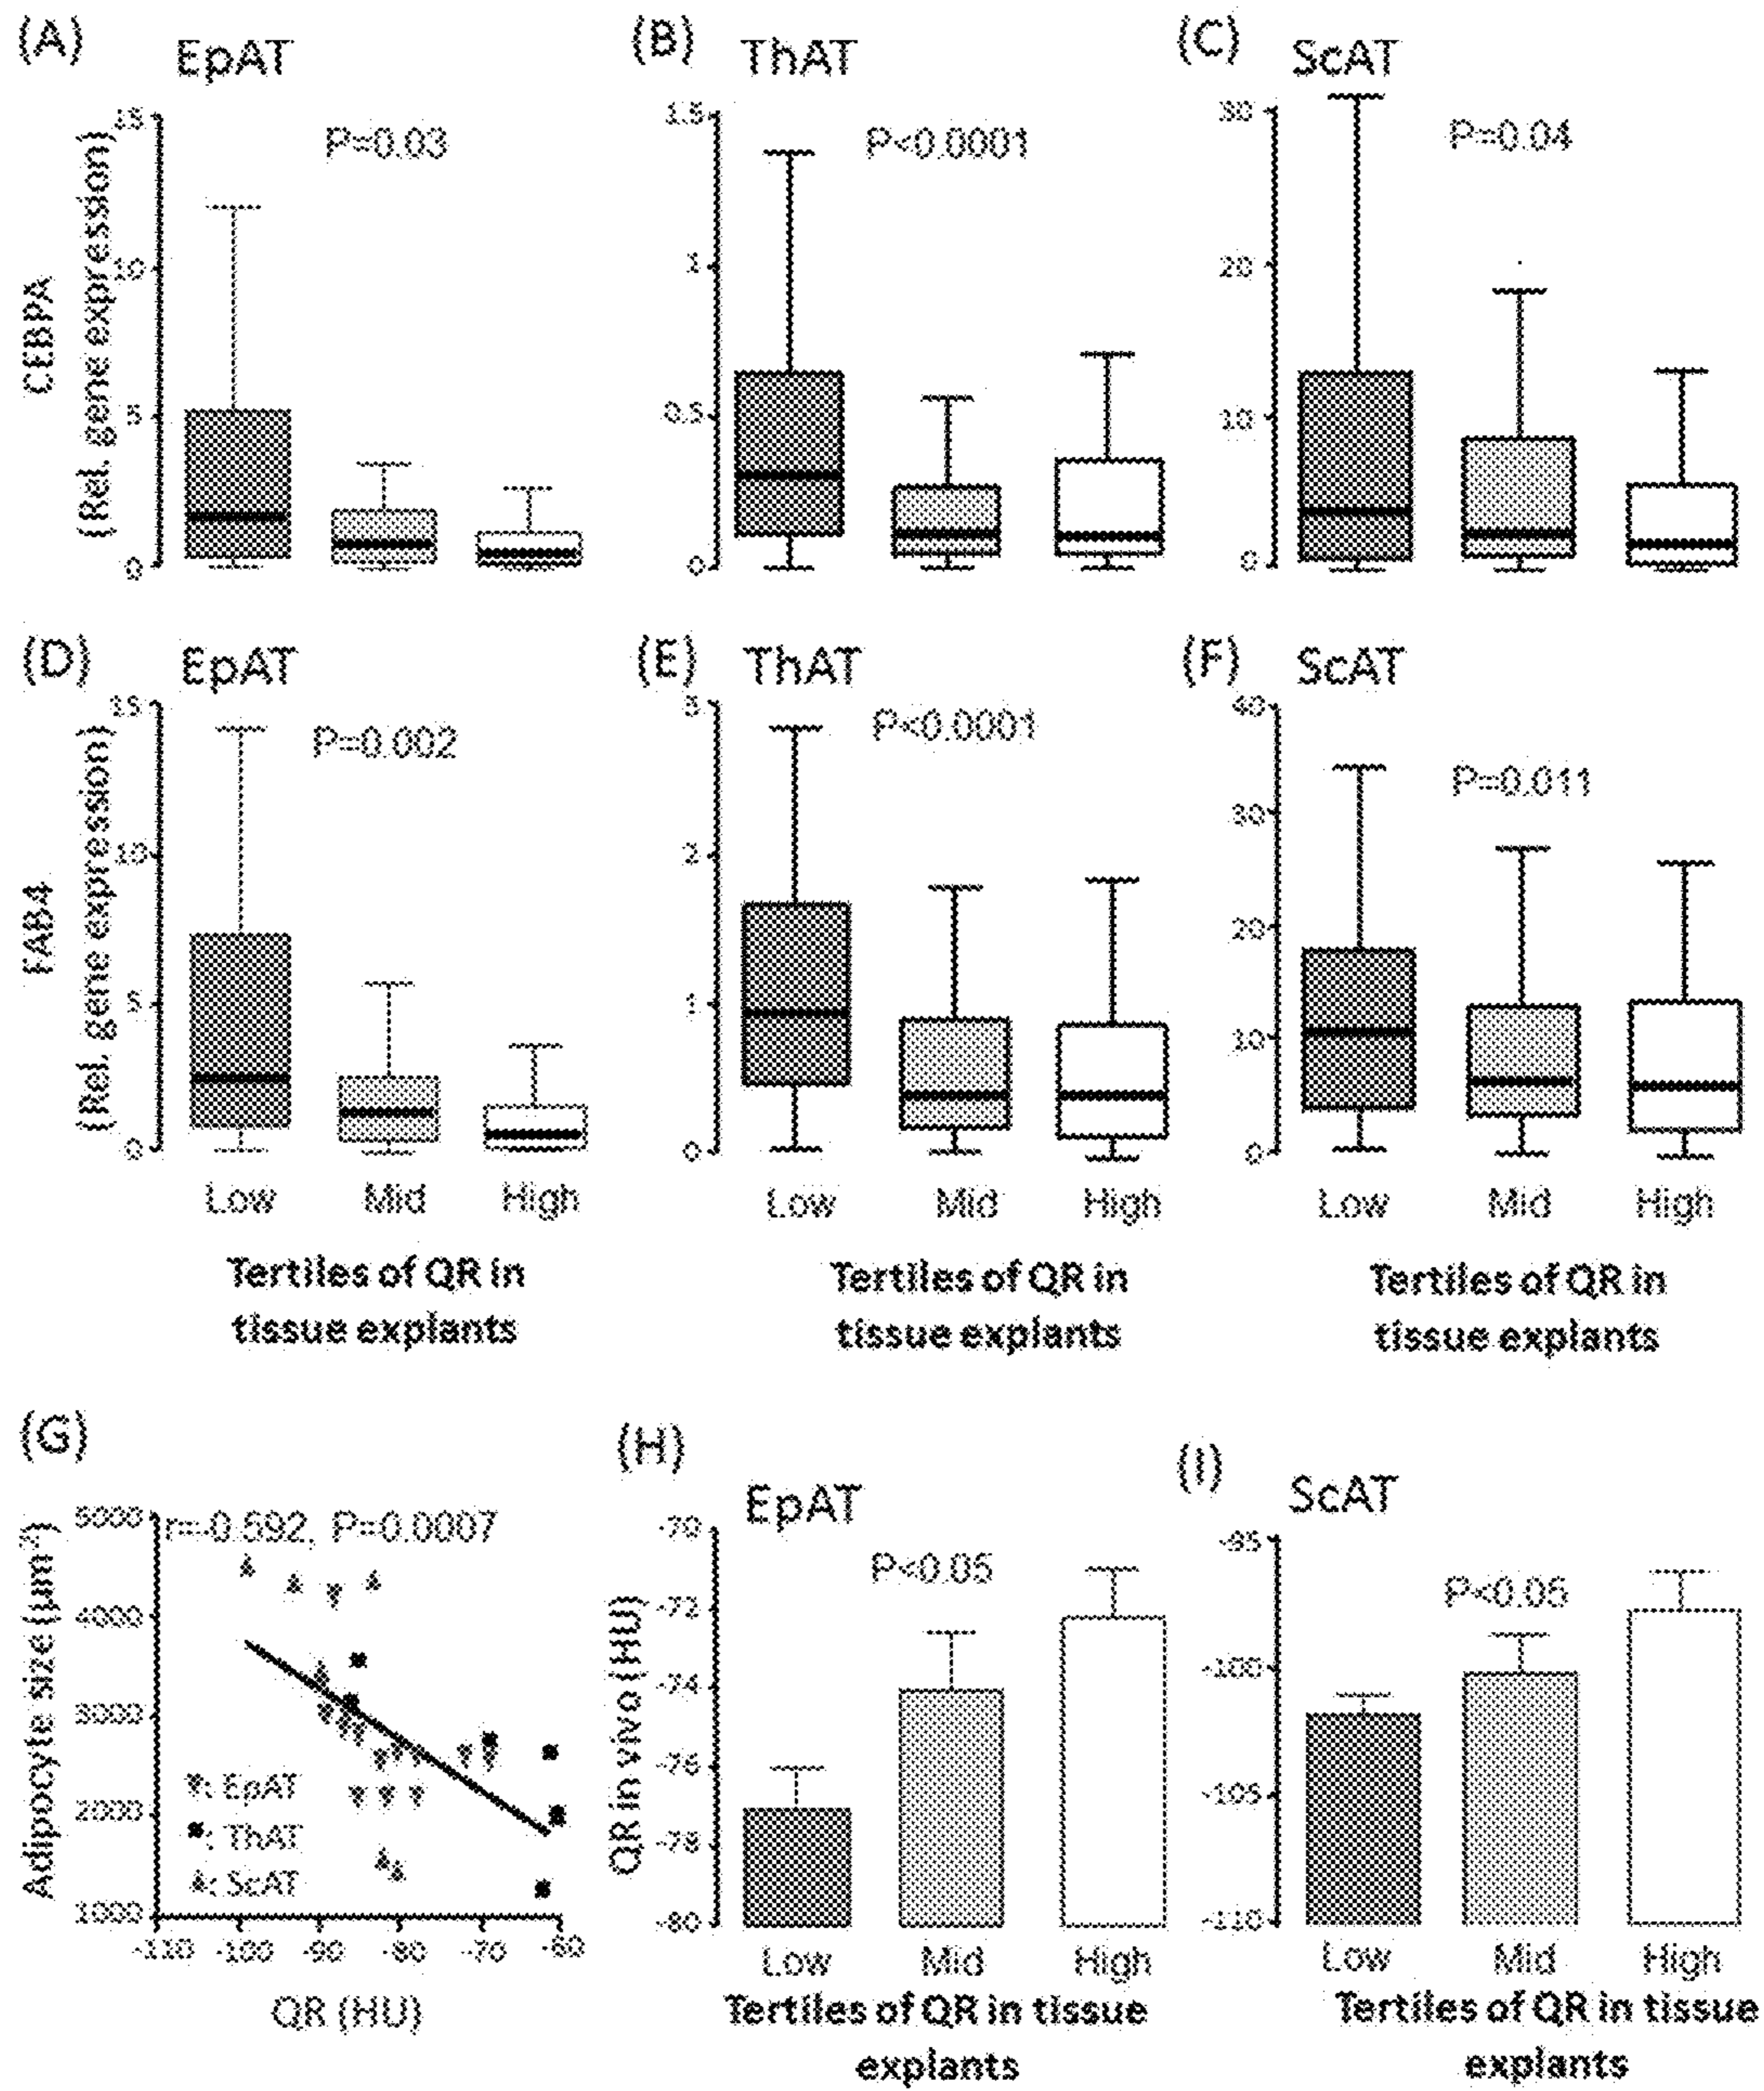 (A)
EpAT
(B)
ThAT
(C)
ScAT
CEBPA
(Rel. gene expression)
15
10
5
0
P=0.03
1.5
1
0.5
0
P<0.0001
30
20
10
0
P=0.04
(D)
EpAT
(E)
ThAT
(F)
ScAT
FAB4
(Rel. gene expression)
15
10
5
0
P=0.002
3
2
1
0
P<0.0001
40
30
20
10
0
P=0.011
Low Mid High
Low Mid High
Low Mid High
Tertiles of QR in
tissue explants
Tertiles of QR in
tissue explants
Tertiles of QR in
tissue explants
(G)
Adipocyte size (µm²)
5000
4000
3000
2000
1000
r=-0.592, P=0.0007
: EpAT
: ThAT
: ScAT
-110 -100 -90 -80 -70 -60
QR (HU)
(H)
EpAT
QR in vivo (HU)
-70
-72
-74
-76
-78
-80
P<0.05
Low Mid High
Tertiles of QR in tissue
explants
(I)
ScAT
-95
-100
-105
-110
P<0.05
Low Mid High
Tertiles of QR in tissue
explants